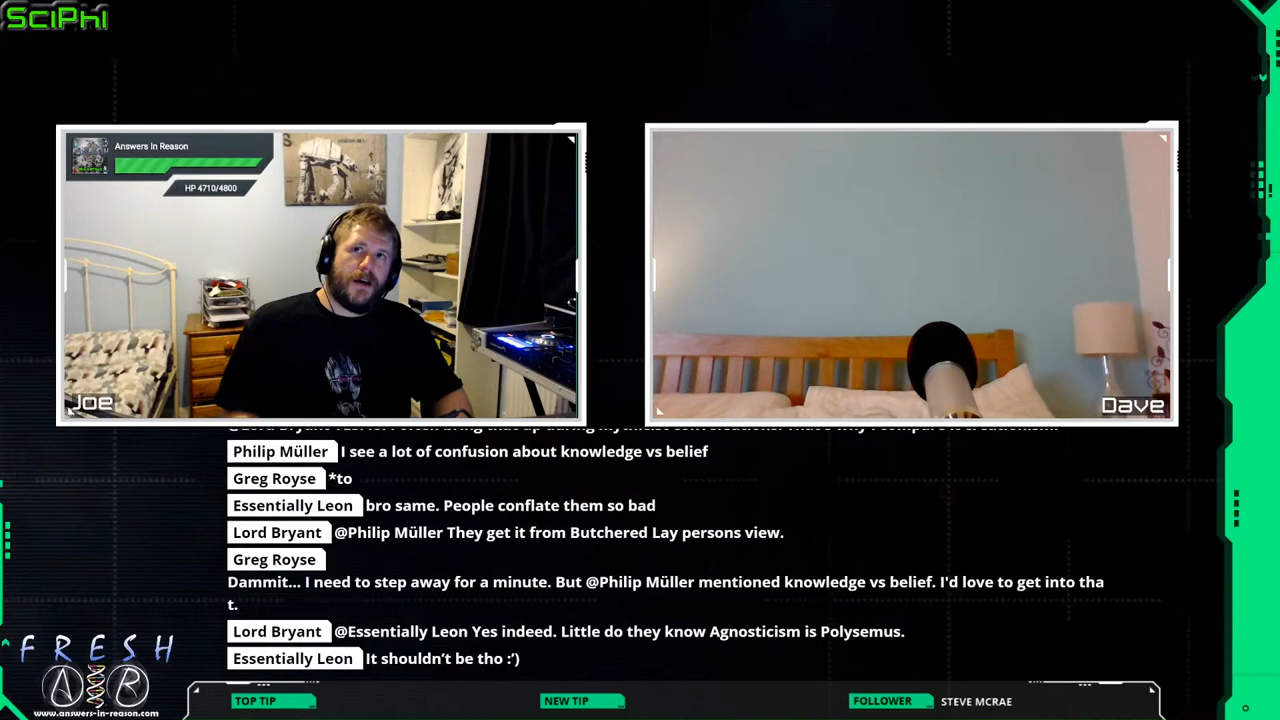 SciPhi
Answers In Reason
HP 4710/4800
Joe
Dave
Philip Müller I see a lot of confusion about knowledge vs belief
Greg Royse *to
Essentially Leon bro same. People conflate them so bad
Lord Bryant @Philip Müller They get it from Butchered Lay persons view.
Greg Royse
Dammit... I need to step away for a minute. But @Philip Müller mentioned knowledge vs belief. I'd love to get into tha
t.
Lord Bryant @Essentially Leon Yes indeed. Little do they know Agnosticism is Polysemus.
Essentially Leon It shouldn't be tho :')
FRESH
AiR
www.answers-in-reason.com
TOP TIP
NEW TIP
FOLLOWER STEVE MCRAE